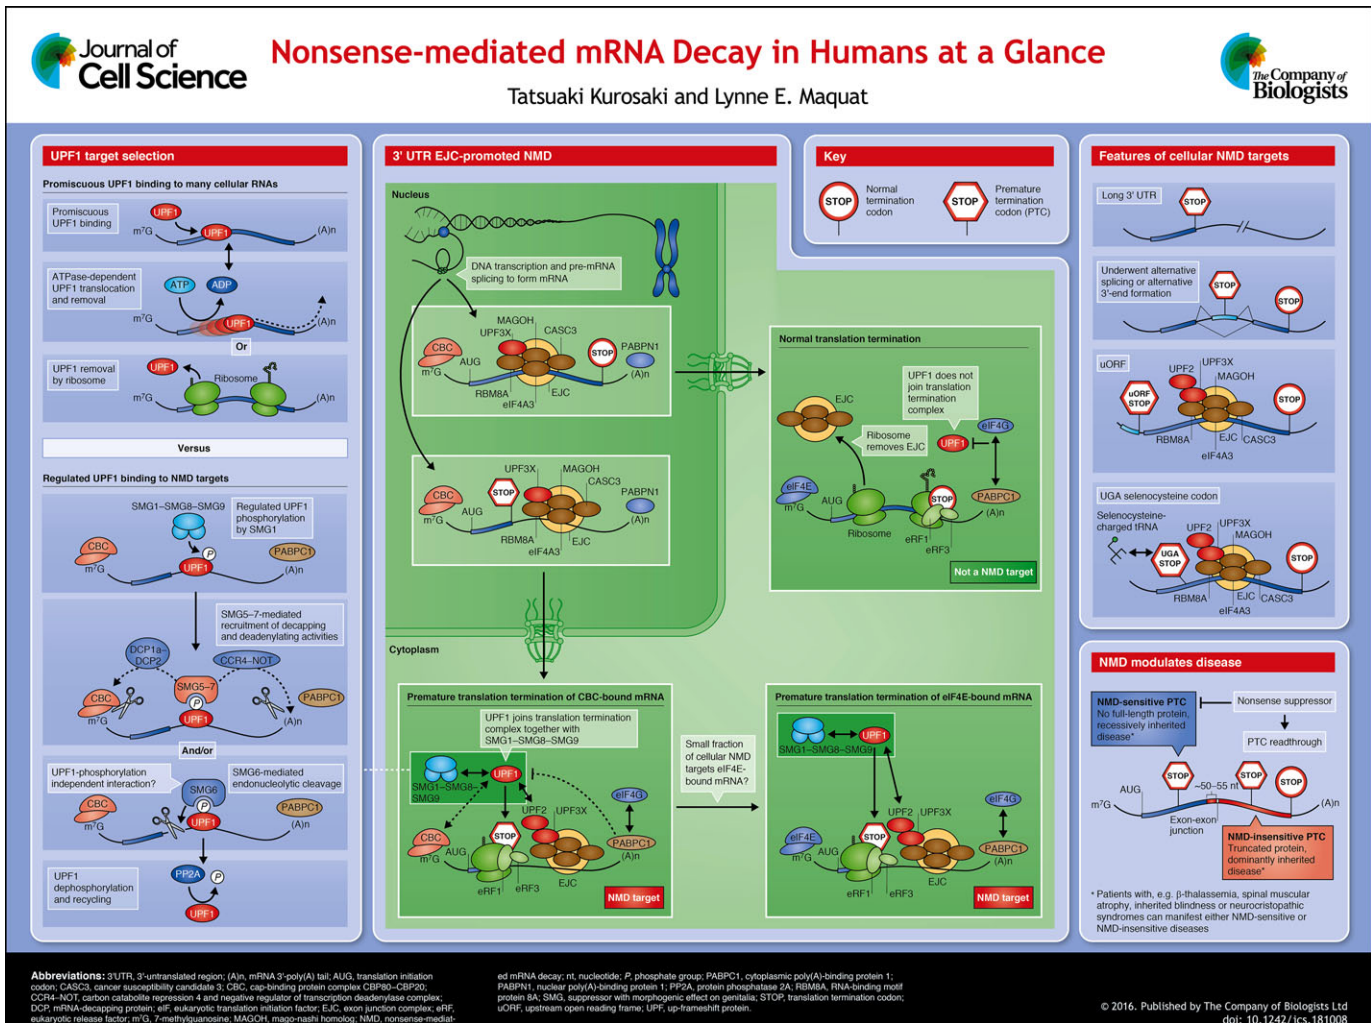 Journal of
Cell Science
Nonsense-mediated mRNA Decay in Humans at a Glance
Tatsuaki Kurosaki and Lynne E. Maquat
The Company of
Biologists
UPF1 target selection
Promiscuous UPF1 binding to many cellular RNAs
Promiscuous
UPF1 binding
UPF1
UPF1
m⁷G
(A)n
ATPase-dependent
UPF1 translocation
and removal
ATP
ADP
m⁷G
UPF1
(A)n
Or
UPF1 removal
by ribosome
UPF1
Ribosome
m⁷G
(A)n
Versus
Regulated UPF1 binding to NMD targets
SMG1–SMG8–SMG9
Regulated UPF1
phosphorylation
by SMG1
CBC
m⁷G
P
UPF1
PABPC1
(A)n
SMG5–7-mediated
recruitment of decapping
and deadenylating activities
DCP1a–
DCP2
CCR4–NOT
CBC
m⁷G
SMG5–7
P
UPF1
PABPC1
(A)n
And/or
UPF1-phosphorylation
independent interaction?
SMG6-mediated
endonucleolytic cleavage
SMG6
P
UPF1
CBC
m⁷G
PABPC1
(A)n
UPF1
dephosphorylation
and recycling
PP2A
P
UPF1
3' UTR EJC-promoted NMD
Nucleus
DNA transcription and pre-mRNA
splicing to form mRNA
MAGOH
UPF3X
CASC3
CBC
m⁷G
AUG
STOP
PABPN1
(A)n
RBM8A
EJC
eIF4A3
UPF3X
MAGOH
CASC3
CBC
m⁷G
AUG
STOP
PABPN1
(A)n
RBM8A
EJC
eIF4A3
Cytoplasm
Normal translation termination
UPF1 does not
join translation
termination
complex
EJC
Ribosome
removes EJC
UPF1
eIF4G
eIF4E
m⁷G
AUG
STOP
PABPC1
(A)n
Ribosome
eRF1
eRF3
Not a NMD target
Premature translation termination of CBC-bound mRNA
UPF1 joins translation termination
complex together with
SMG1–SMG8–SMG9
SMG1–SMG8–
SMG9
UPF1
UPF2
UPF3X
eIF4G
CBC
m⁷G
AUG
STOP
PABPC1
(A)n
eRF1
eRF3
EJC
NMD target
Small fraction
of cellular NMD
targets eIF4E-
bound mRNA?
Premature translation termination of eIF4E-bound mRNA
SMG1–SMG8–SMG9
UPF1
UPF2
UPF3X
eIF4G
eIF4E
m⁷G
AUG
STOP
PABPC1
(A)n
eRF1
eRF3
EJC
NMD target
Key
STOP
Normal
termination
codon
STOP
Premature
termination
codon (PTC)
Features of cellular NMD targets
Long 3' UTR
STOP
Underwent alternative
splicing or alternative
3'-end formation
STOP
STOP
uORF
uORF
STOP
UPF2
UPF3X
MAGOH
STOP
RBM8A
EJC
CASC3
eIF4A3
UGA selenocysteine codon
Selenocysteine-
charged tRNA
UGA
STOP
UPF2
UPF3X
MAGOH
STOP
RBM8A
EJC
CASC3
eIF4A3
NMD modulates disease
NMD-sensitive PTC
No full-length protein,
recessively inherited
disease*
Nonsense suppressor
PTC readthrough
STOP
STOP
STOP
AUG
~50–55 nt
m⁷G
(A)n
Exon-exon
junction
NMD-insensitive PTC
Truncated protein,
dominantly inherited
disease*
* Patients with, e.g. β-thalassemia, spinal muscular
atrophy, inherited blindness or neurocristopathic
syndromes can manifest either NMD-sensitive or
NMD-insensitive diseases
Abbreviations: 3'UTR, 3'-untranslated region; (A)n, mRNA 3'-poly(A) tail; AUG, translation initiation
codon; CASC3, cancer susceptibility candidate 3; CBC, cap-binding protein complex CBP80–CBP20;
CCR4–NOT, carbon catabolite repression 4 and negative regulator of transcription deadenylase complex;
DCP, mRNA-decapping protein; eIF, eukaryotic translation initiation factor; EJC, exon junction complex; eRF,
eukaryotic release factor; m⁷G, 7-methylguanosine; MAGOH, mago-nashi homolog; NMD, nonsense-mediat-
ed mRNA decay; nt, nucleotide; P, phosphate group; PABPC1, cytoplasmic poly(A)-binding protein 1;
PABPN1, nuclear poly(A)-binding protein 1; PP2A, protein phosphatase 2A; RBM8A, RNA-binding motif
protein 8A; SMG, suppressor with morphogenic effect on genitalia; STOP, translation termination codon;
uORF, upstream open reading frame; UPF, up-frameshift protein.
© 2016. Published by The Company of Biologists Ltd
doi: 10.1242/jcs.181008